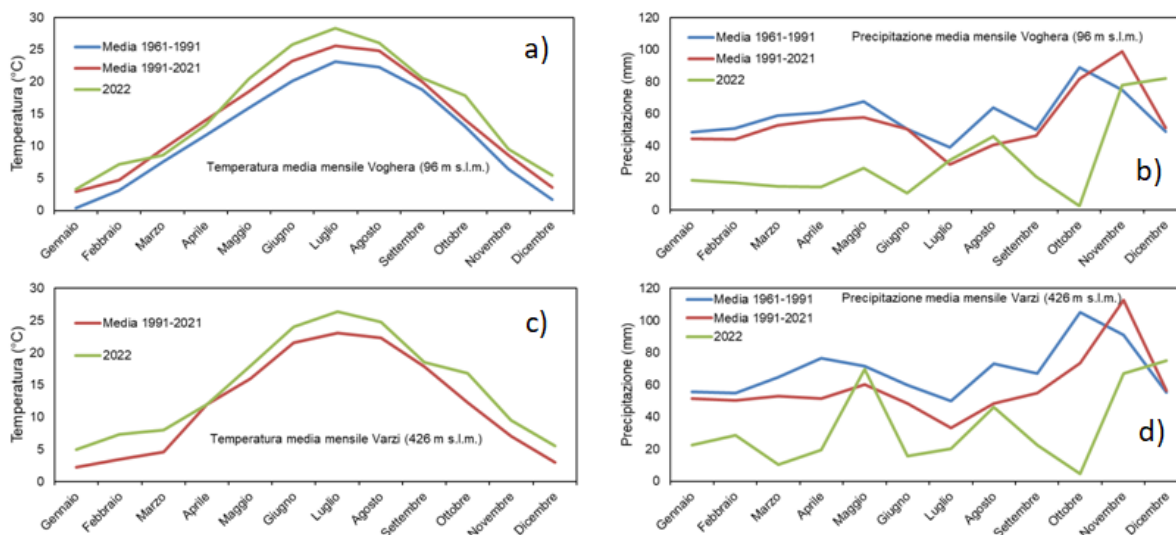 a)
Temperatura (°C)
30
25
20
15
10
5
0
Media 1961-1991
Media 1991-2021
2022
Temperatura media mensile Voghera (96 m s.l.m.)
Gennaio
Febbraio
Marzo
Aprile
Maggio
Giugno
Luglio
Agosto
Settembre
Ottobre
Novembre
Dicembre
b)
Precipitazione (mm)
120
100
80
60
40
20
0
Media 1961-1991
Media 1991-2021
2022
Precipitazione media mensile Voghera (96 m s.l.m.)
Gennaio
Febbraio
Marzo
Aprile
Maggio
Giugno
Luglio
Agosto
Settembre
Ottobre
Novembre
Dicembre
c)
Temperatura (°C)
30
25
20
15
10
5
0
Media 1991-2021
2022
Temperatura media mensile Varzi (426 m s.l.m.)
Gennaio
Febbraio
Marzo
Aprile
Maggio
Giugno
Luglio
Agosto
Settembre
Ottobre
Novembre
Dicembre
d)
Precipitazione (mm)
120
100
80
60
40
20
0
Media 1961-1991
Media 1991-2021
2022
Precipitazione media mensile Varzi (426 m s.l.m.)
Gennaio
Febbraio
Marzo
Aprile
Maggio
Giugno
Luglio
Agosto
Settembre
Ottobre
Novembre
Dicembre